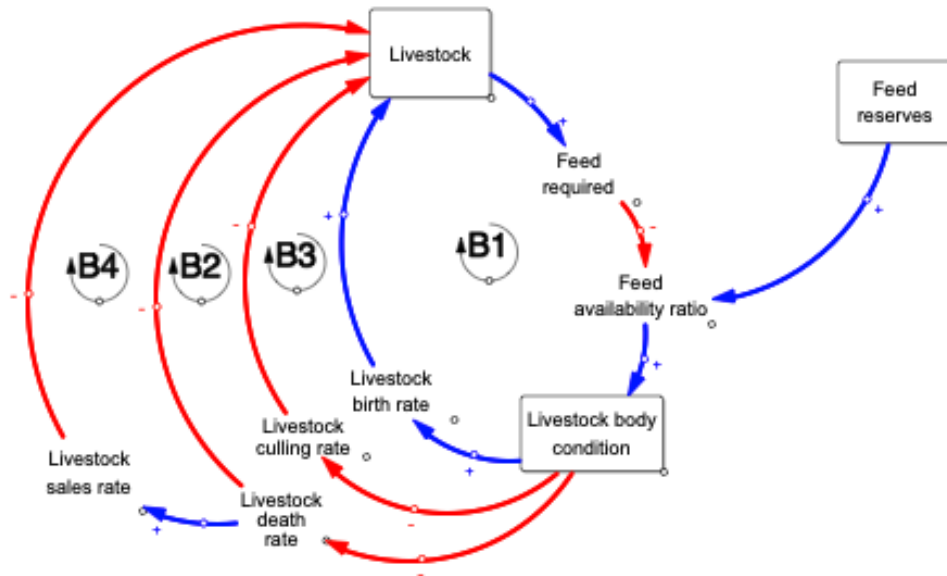 Livestock
Feed
reserves
+
Feed
required
+
-
-
+
B4
B2
B3
B1
-
-
Feed
availability ratio
+
Livestock
birth rate
Livestock body
condition
Livestock
culling rate
Livestock
sales rate
+
Livestock
death
rate
-
+
-